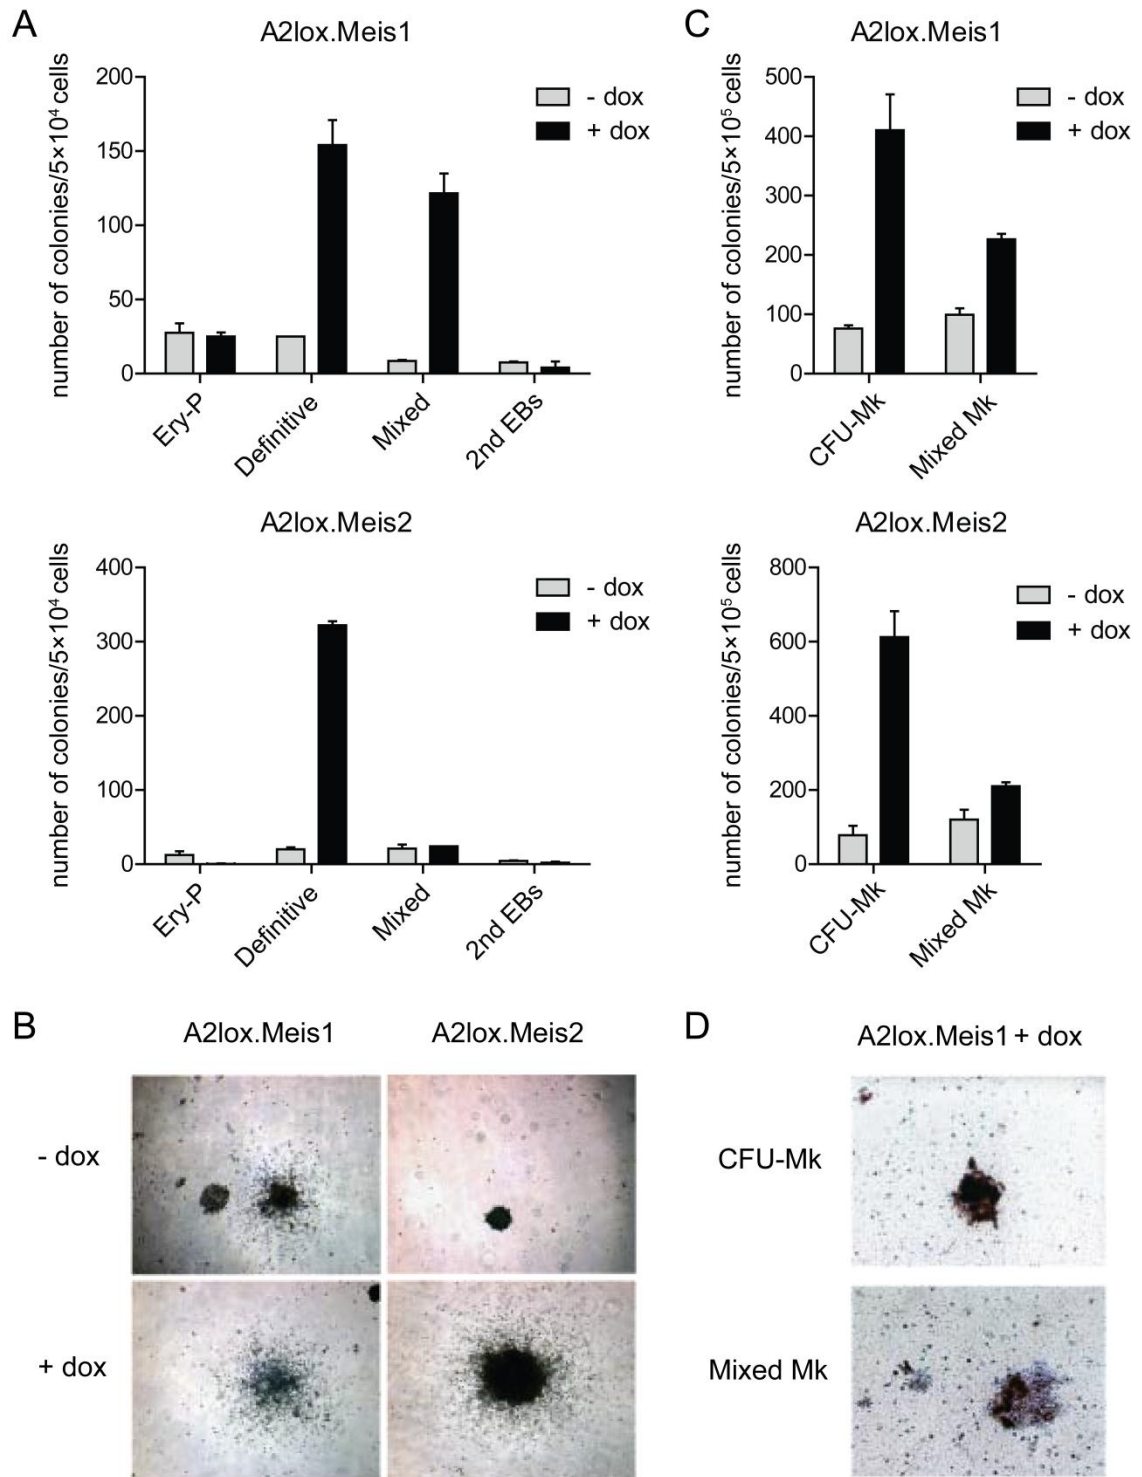 A
A2lox.Meis1
number of colonies/5×10⁴ cells
200
150
100
50
0
- dox
+ dox
Ery-P
Definitive
Mixed
2nd EBs
C
A2lox.Meis1
number of colonies/5×10⁵ cells
500
400
300
200
100
0
- dox
+ dox
CFU-Mk
Mixed Mk
A2lox.Meis2
number of colonies/5×10⁴ cells
400
300
200
100
0
- dox
+ dox
Ery-P
Definitive
Mixed
2nd EBs
A2lox.Meis2
number of colonies/5×10⁵ cells
800
600
400
200
0
- dox
+ dox
CFU-Mk
Mixed Mk
B
A2lox.Meis1
A2lox.Meis2
- dox
+ dox
D
A2lox.Meis1 + dox
CFU-Mk
Mixed Mk